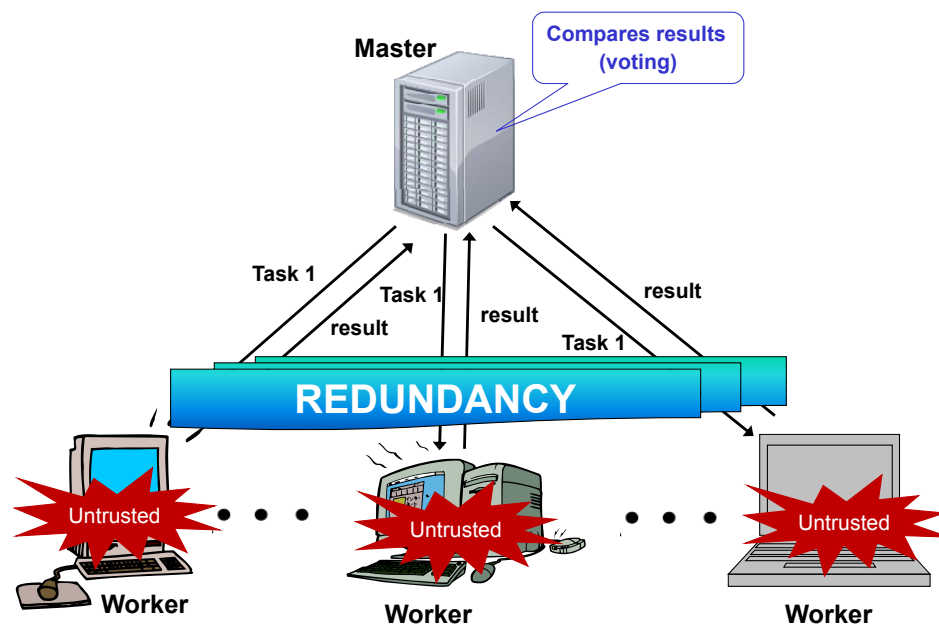 Compares results
(voting)
Master
Task 1
Task 1
result
result
result
Task 1
REDUNDANCY
Untrusted
Untrusted
Untrusted
Worker
Worker
Worker